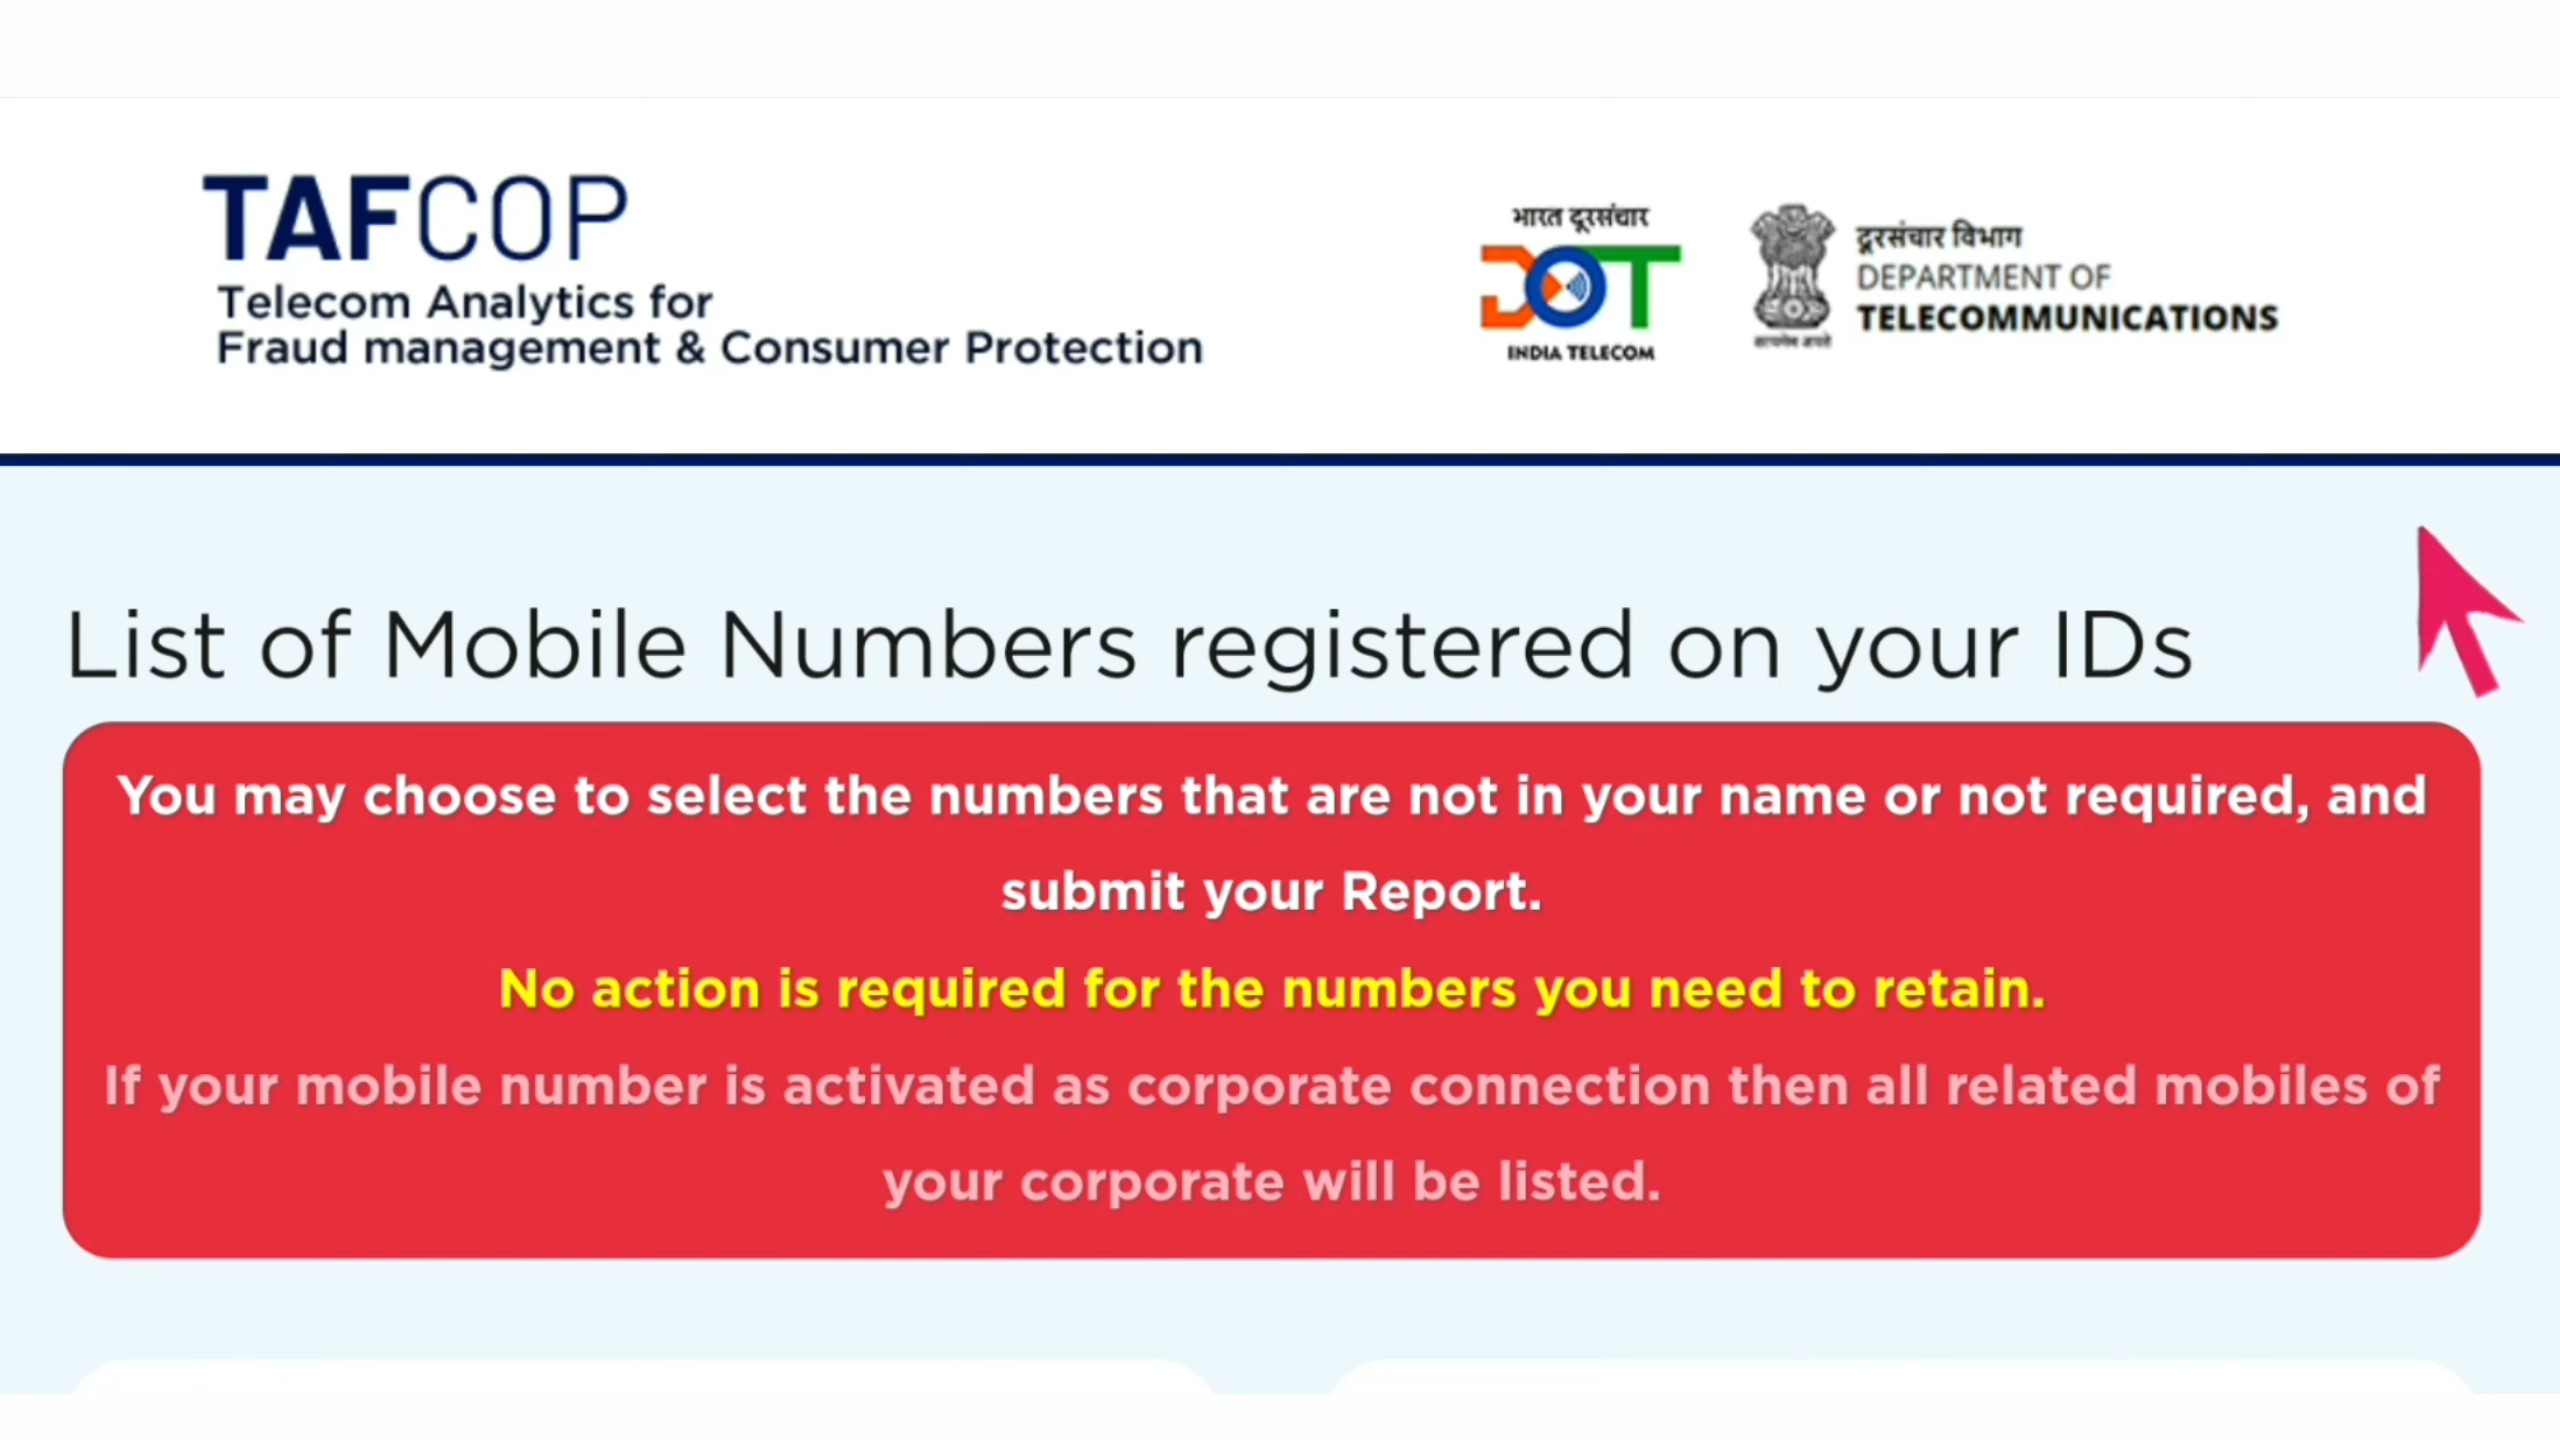 TAFCOP
Telecom Analytics for
Fraud management & Consumer Protection
भारत दूरसंचार
DOT
INDIA TELECOM
दूरसंचार विभाग
DEPARTMENT OF
TELECOMMUNICATIONS
List of Mobile Numbers registered on your IDs
You may choose to select the numbers that are not in your name or not required, and
submit your Report.
No action is required for the numbers you need to retain.
If your mobile number is activated as corporate connection then all related mobiles of
your corporate will be listed.